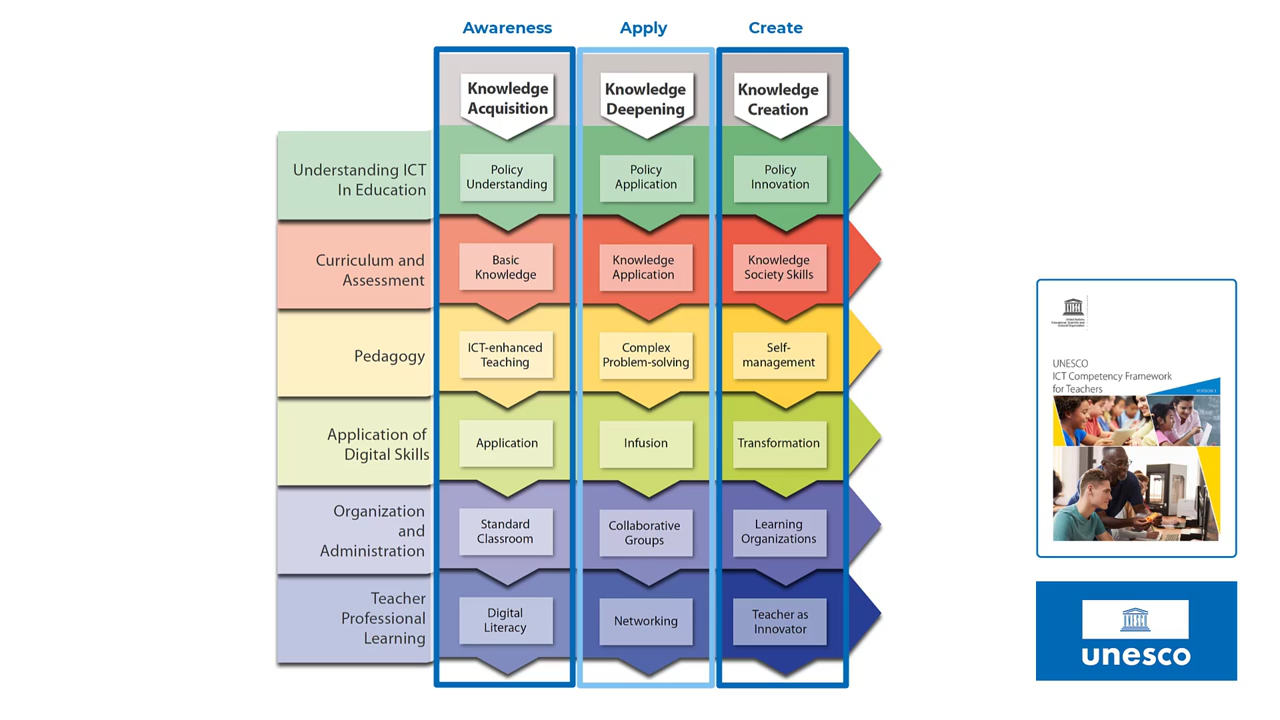 Awareness
Apply
Create
Knowledge
Acquisition
Knowledge
Deepening
Knowledge
Creation
Understanding ICT
In Education
Policy
Understanding
Policy
Application
Policy
Innovation
Curriculum and
Assessment
Basic
Knowledge
Knowledge
Application
Knowledge
Society Skills
Pedagogy
ICT-enhanced
Teaching
Complex
Problem-solving
Self-
management
Application of
Digital Skills
Application
Infusion
Transformation
Organization
and
Administration
Standard
Classroom
Collaborative
Groups
Learning
Organizations
Teacher
Professional
Learning
Digital
Literacy
Networking
Teacher as
Innovator
UNESCO
ICT Competency Framework
for Teachers
unesco